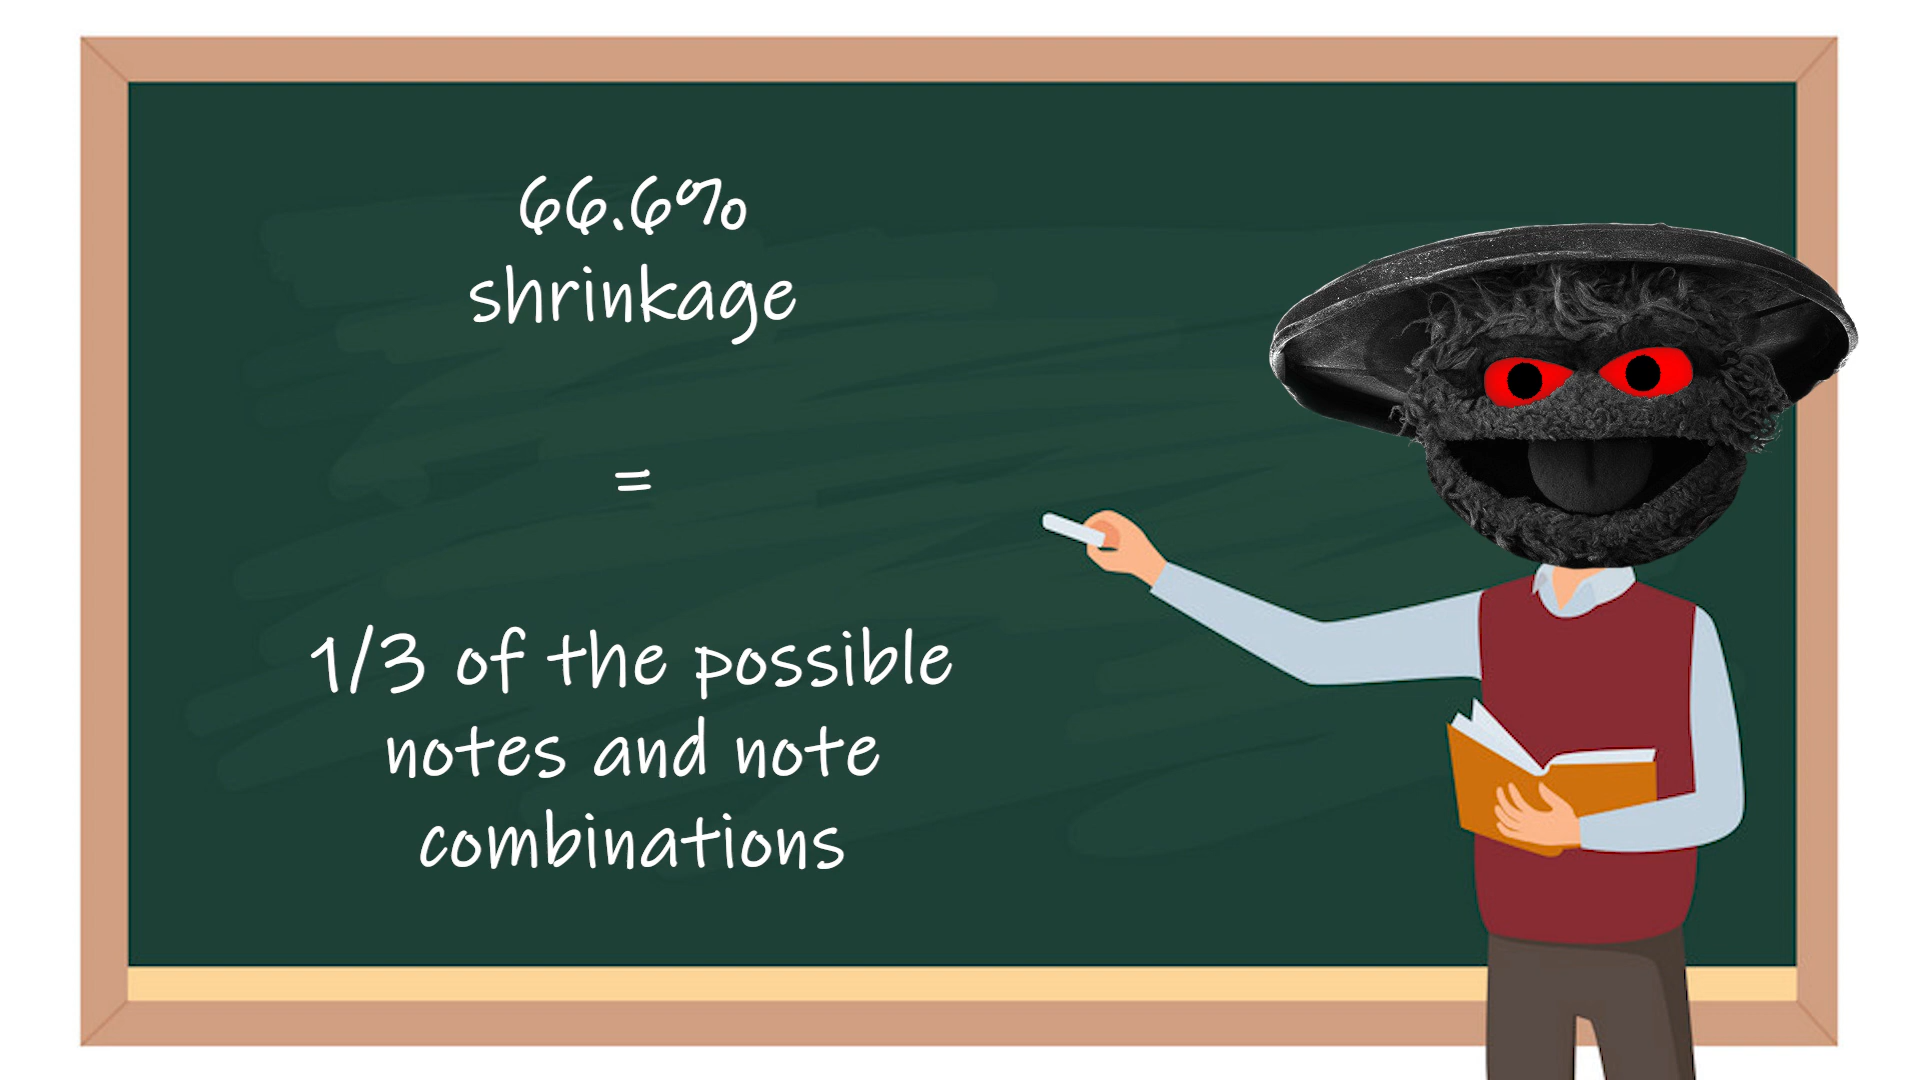 66.6%
shrinkage
=
1/3 of the possible
notes and note
combinations